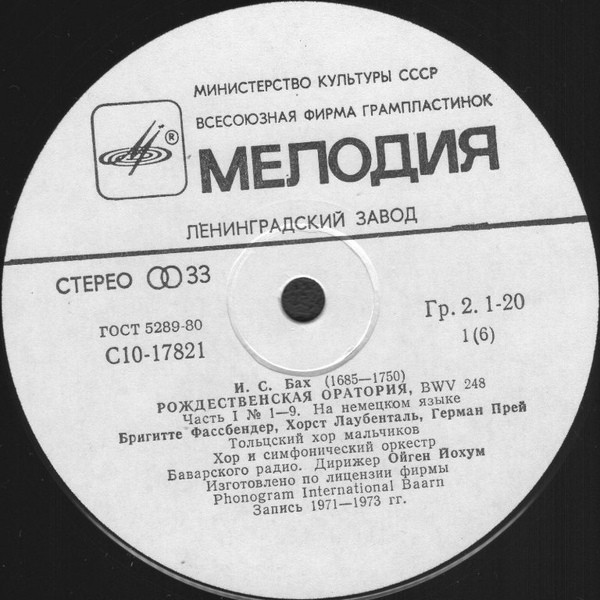 МИНИСТЕРСТВО КУЛЬТУРЫ СССР
ВСЕСОЮЗНАЯ ФИРМА ГРАМПЛАСТИНОК
®
МЕЛОДИЯ
ЛЕНИНГРАДСКИЙ ЗАВОД
СТЕРЕО 33
ГОСТ 5289-80
Гр. 2. 1-20
С10-17821
1 (6)
И. С. Бах (1685—1750)
РОЖДЕСТВЕНСКАЯ ОРАТОРИЯ, BWV 248
Часть I № 1—9. На немецком языке
Бригитте Фассбендер, Хорст Лаубенталь, Герман Прей
Тольцский хор мальчиков
Хор и симфонический оркестр
Баварского радио. Дирижер Ойген Йохум
Изготовлено по лицензии фирмы
Phonogram International Baarn
Запись 1971—1973 гг.